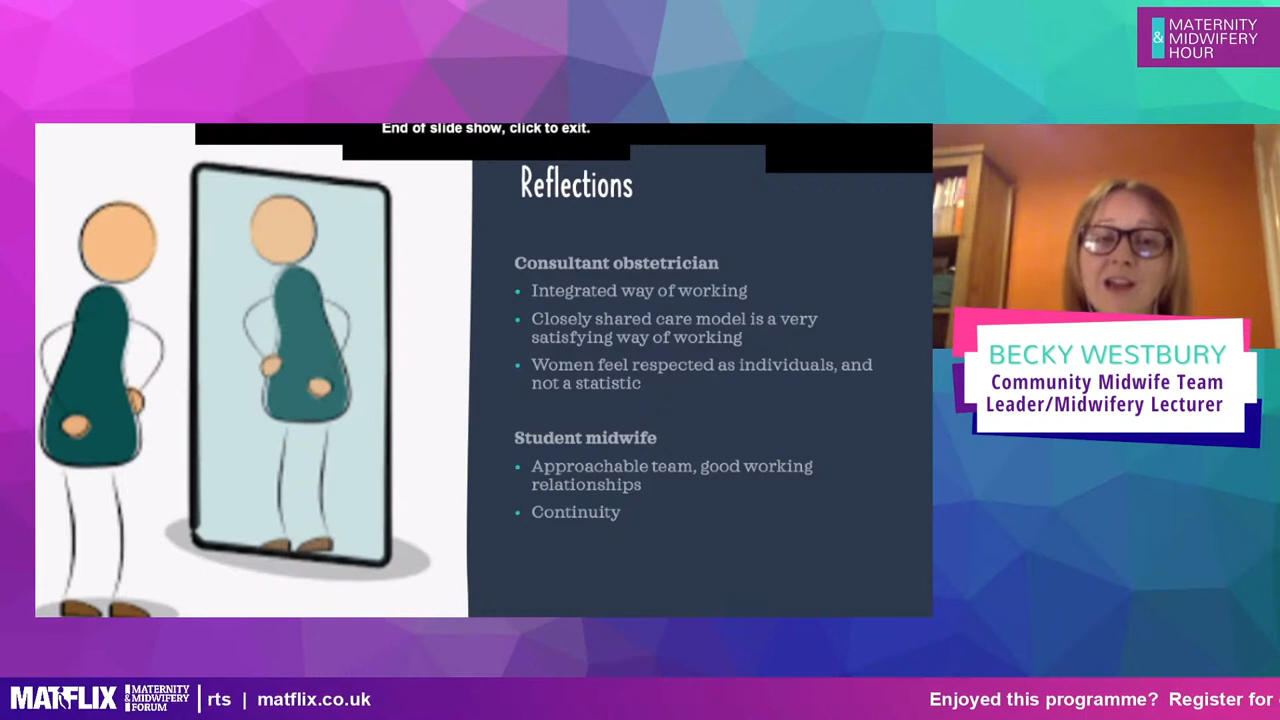 MATERNITY
& MIDWIFERY
HOUR
End of slide show, click to exit.
Reflections
Consultant obstetrician
• Integrated way of working
• Closely shared care model is a very
satisfying way of working
• Women feel respected as individuals, and
not a statistic
Student midwife
• Approachable team, good working
relationships
• Continuity
BECKY WESTBURY
Community Midwife Team
Leader/Midwifery Lecturer
MATFLIX
MATERNITY
& MIDWIFERY
FORUM
rts | matflix.co.uk
Enjoyed this programme? Register for